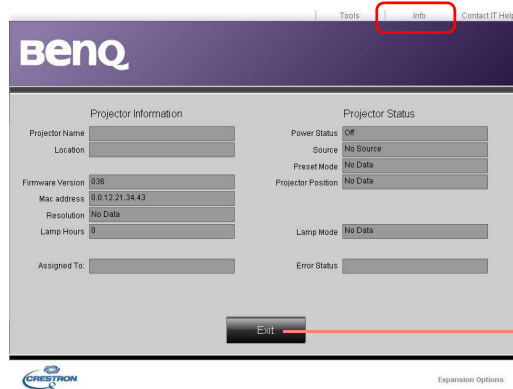 Tools Info Contact IT Help
BenQ
Projector Information Projector Status
Projector Name
Location
Firmware Version 036
Mac address 0.0.12.21.34.43
Resolution No Data
Lamp Hours 0
Assigned To:
Power Status Off
Source No Source
Preset Mode No Data
Projector Position No Data
Lamp Mode No Data
Error Status
Exit
CRESTRON
Expansion Options